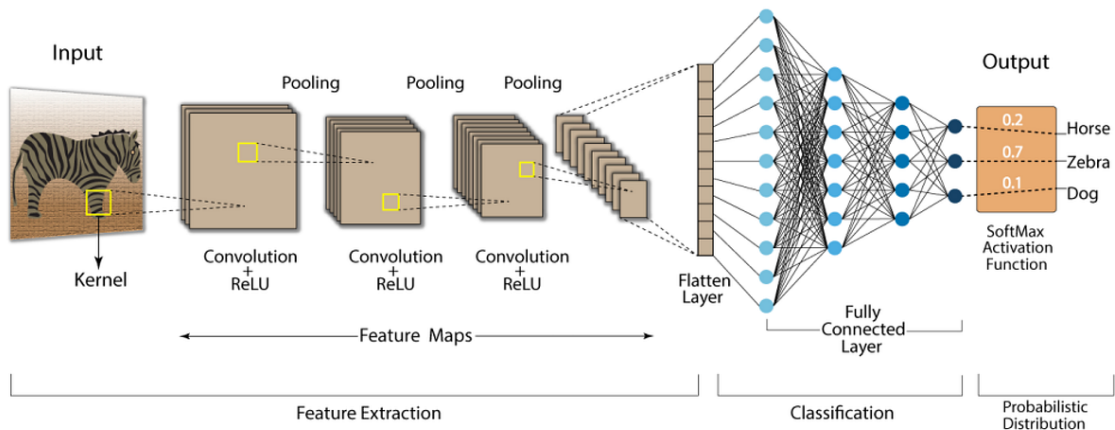 Input
Output
Pooling
Pooling
Pooling
0.2
Horse
0.7
Zebra
0.1
Dog
Kernel
Convolution
+
ReLU
Convolution
+
ReLU
Convolution
+
ReLU
Flatten
Layer
SoftMax
Activation
Function
Feature Maps
Fully
Connected
Layer
Feature Extraction
Classification
Probabilistic
Distribution